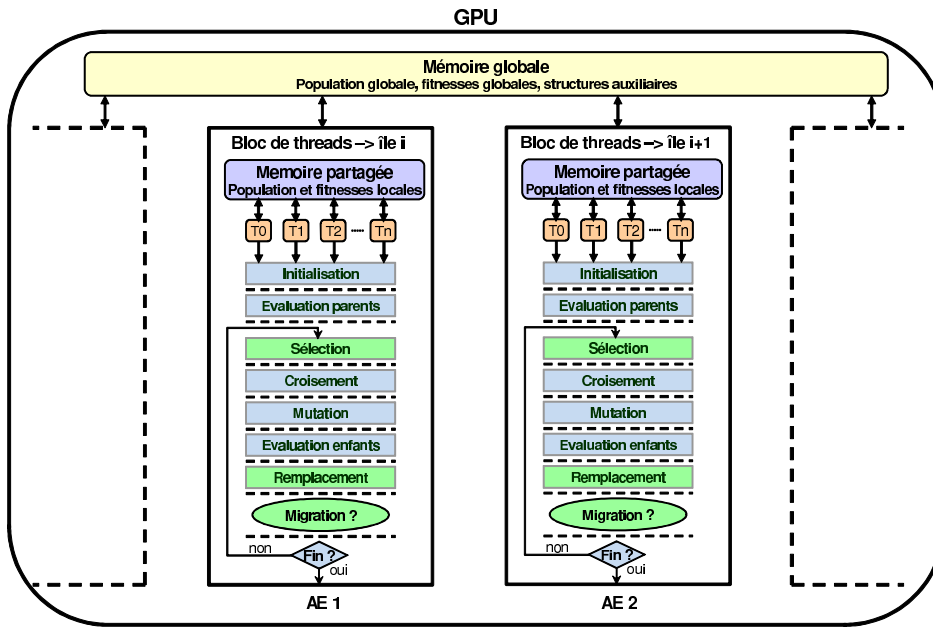 GPU
Mémoire globale
Population globale, fitnesses globales, structures auxiliaires
Bloc de threads —> île i
Memoire partagée
Population et fitnesses locales
T0 T1 T2 ..... Tn
Initialisation
Evaluation parents
Sélection
Croisement
Mutation
Evaluation enfants
Remplacement
Migration ?
non
Fin ?
oui
AE 1
Bloc de threads —> île i+1
Memoire partagée
Population et fitnesses locales
T0 T1 T2 ..... Tn
Initialisation
Evaluation parents
Sélection
Croisement
Mutation
Evaluation enfants
Remplacement
Migration ?
non
Fin ?
oui
AE 2